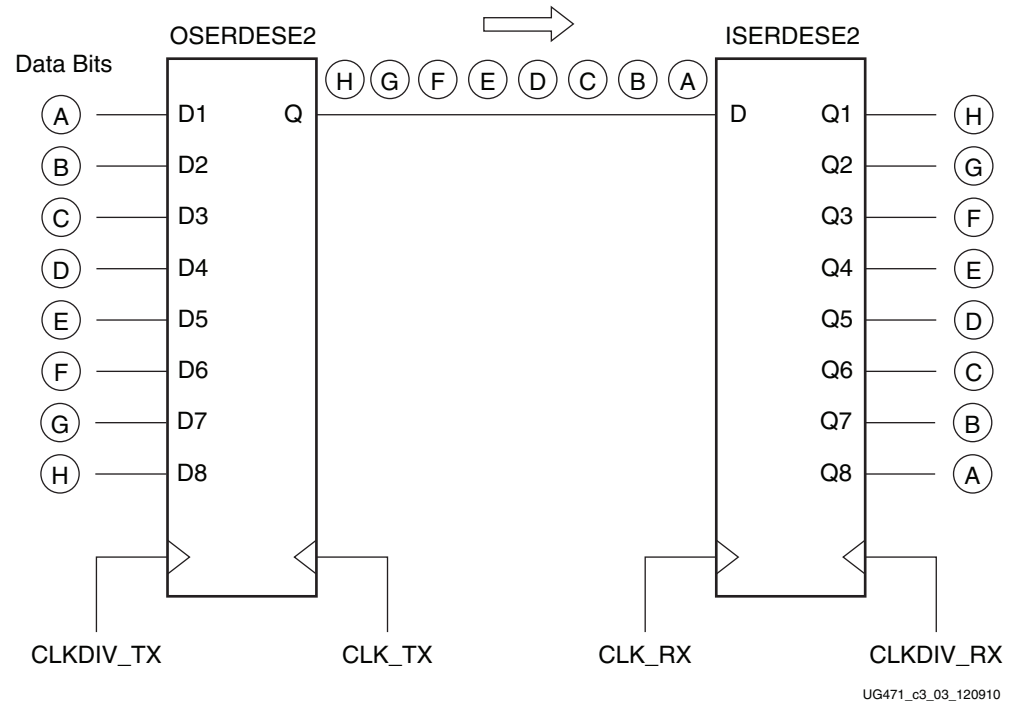 OSERDESE2 ISERDESE2
Data Bits H G F E D C B A
A D1 Q D Q1 H
B D2 Q2 G
C D3 Q3 F
D D4 Q4 E
E D5 Q5 D
F D6 Q6 C
G D7 Q7 B
H D8 Q8 A
CLKDIV_TX CLK_TX CLK_RX CLKDIV_RX
UG471_c3_03_120910